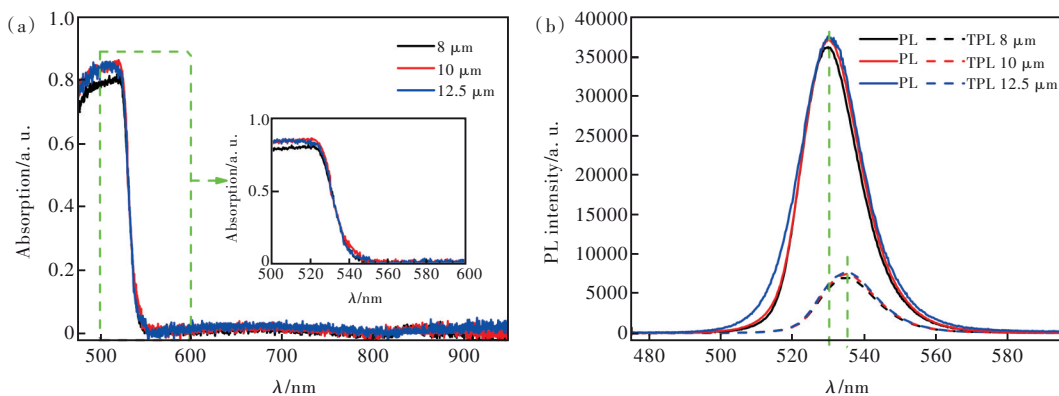 (a)
1.0
0.8
0.6
0.4
0.2
0
Absorption/a. u.
500
600
700
800
900
λ/nm
8 μm
10 μm
12.5 μm
1.0
0.5
0
Absorption/a. u.
500
520
540
560
580
600
λ/nm
(b)
40000
35000
30000
25000
20000
15000
10000
5000
0
PL intensity/a. u.
480
500
520
540
560
580
λ/nm
PL TPL 8 μm
PL TPL 10 μm
PL TPL 12.5 μm